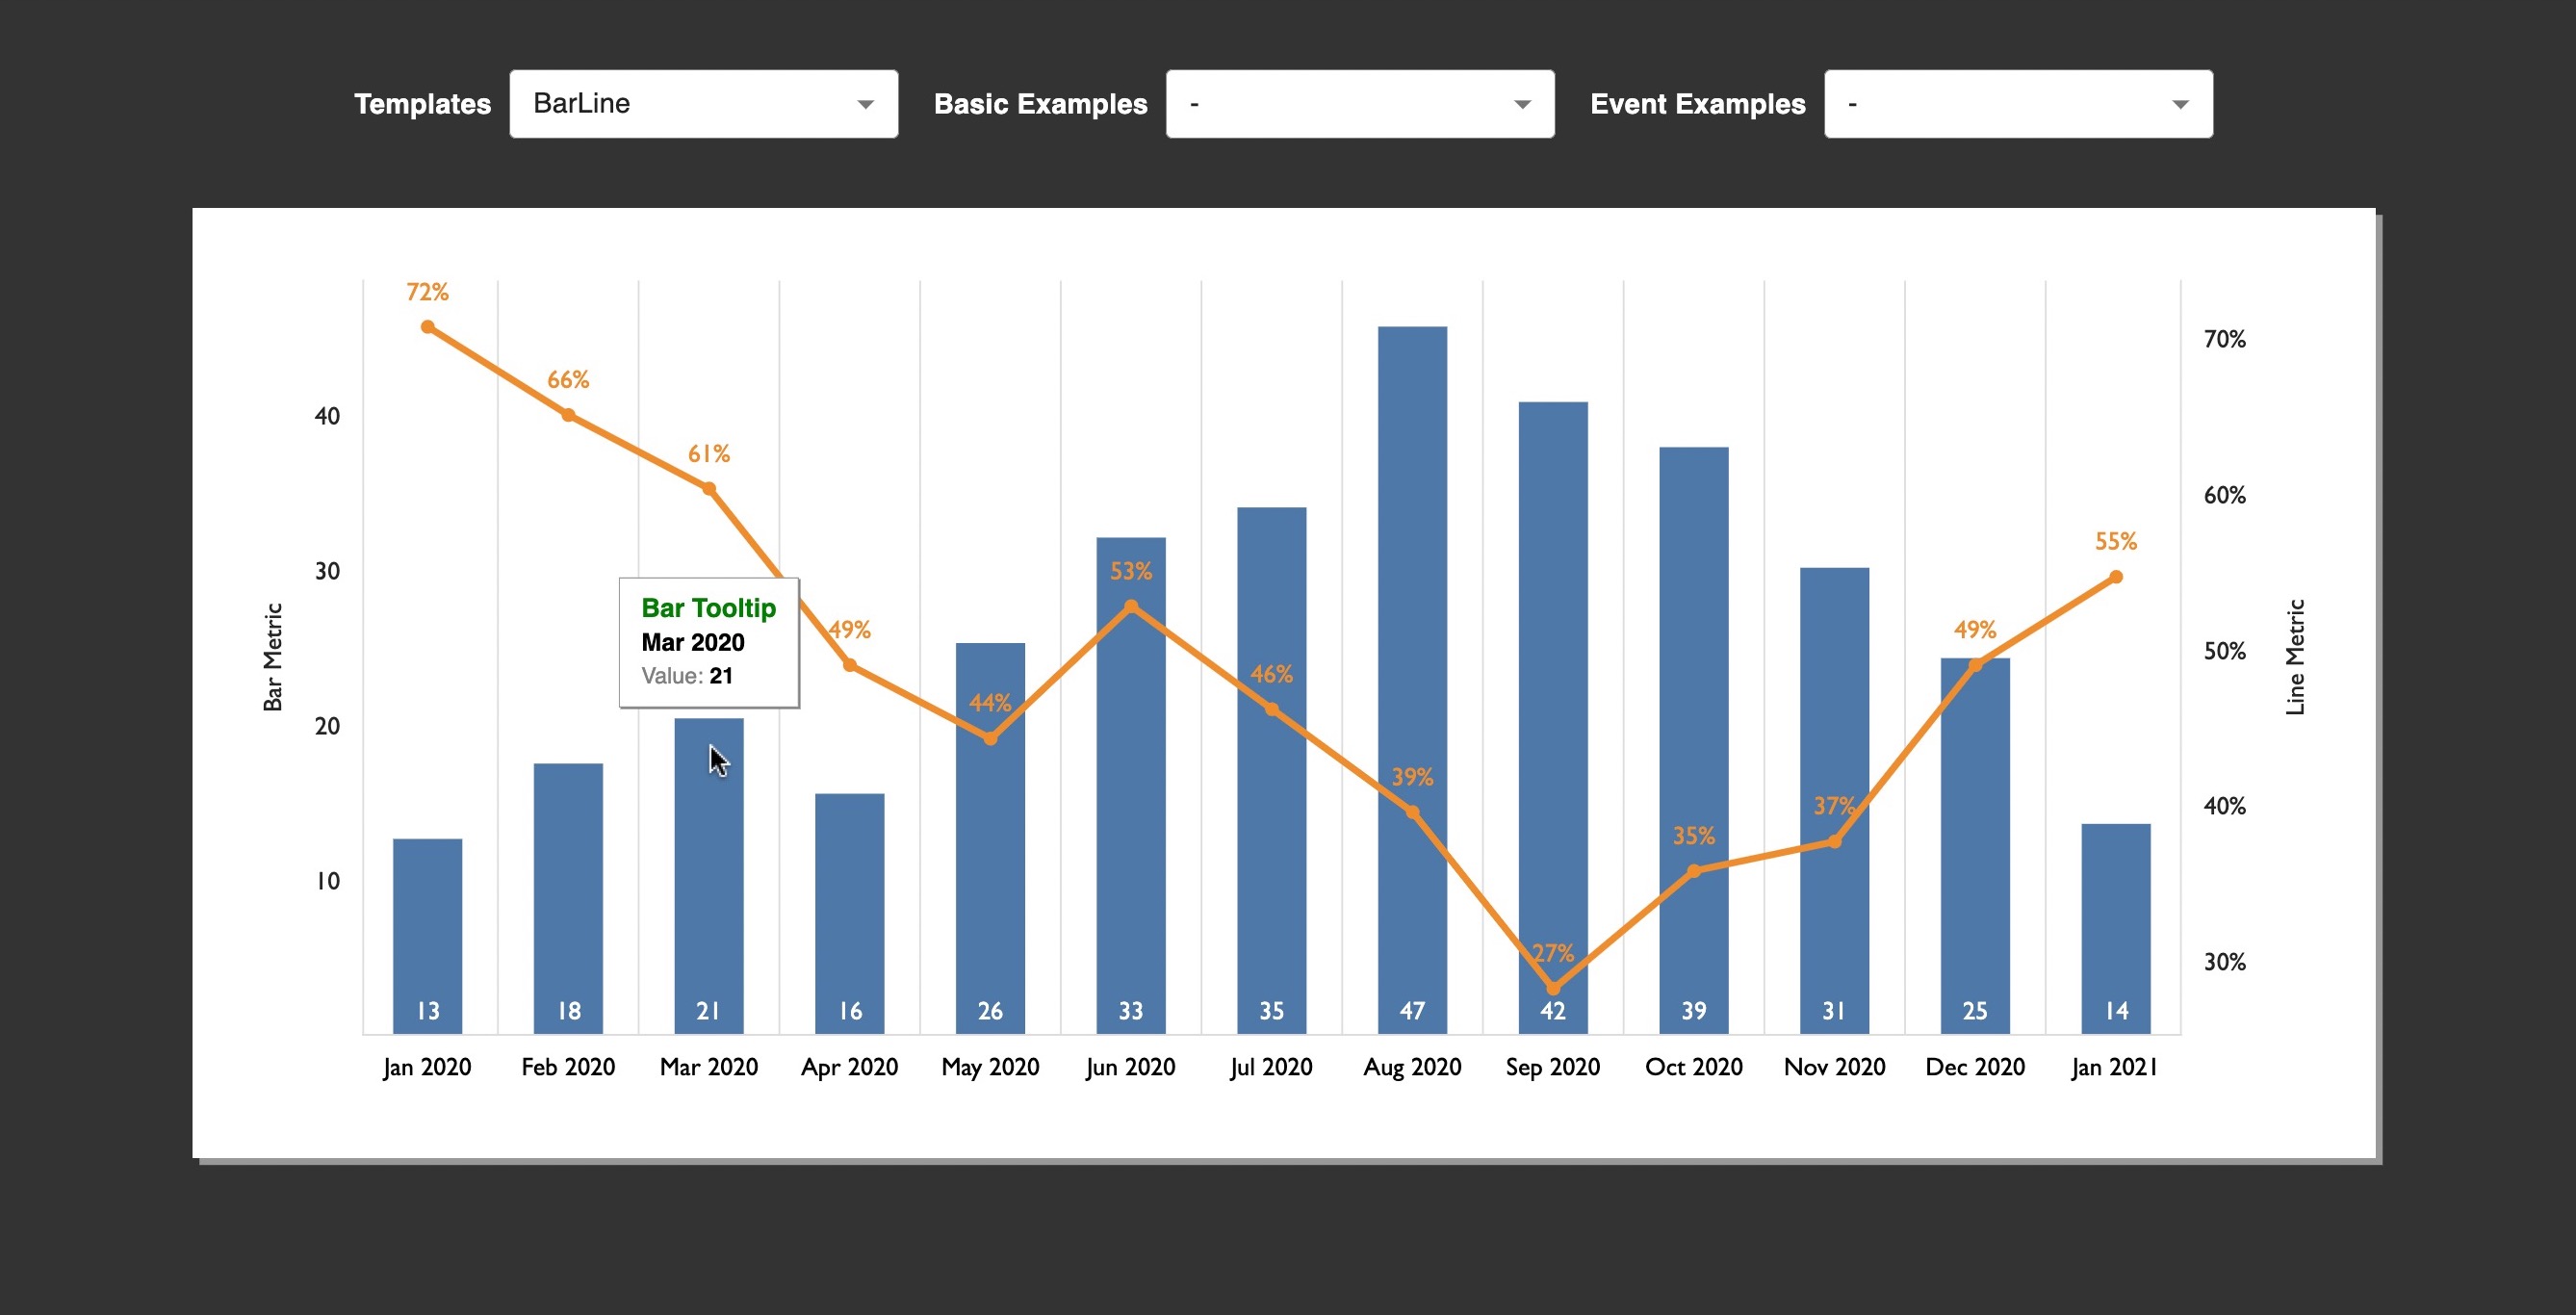 Templates BarLine Basic Examples - Event Examples -
72%
66%
61%
49%
44%
53%
46%
39%
27%
35%
37%
49%
55%
40
30
20
10
Bar Metric
70%
60%
50%
40%
30%
Line Metric
Bar Tooltip
Mar 2020
Value: 21
13 18 21 16 26 33 35 47 42 39 31 25 14
Jan 2020 Feb 2020 Mar 2020 Apr 2020 May 2020 Jun 2020 Jul 2020 Aug 2020 Sep 2020 Oct 2020 Nov 2020 Dec 2020 Jan 2021